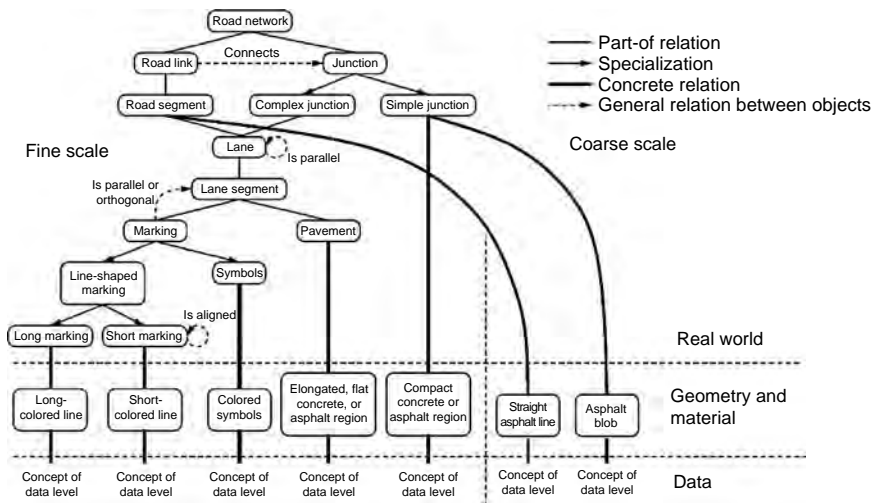 Road network
Connects
Road link
Junction
Road segment
Complex junction
Simple junction
Part-of relation
Specialization
Concrete relation
General relation between objects
Fine scale
Coarse scale
Lane
Is parallel
Is parallel or
orthogonal
Lane segment
Marking
Pavement
Line-shaped
marking
Symbols
Is aligned
Long marking
Short marking
Real world
Long-
colored line
Short-
colored line
Colored
symbols
Elongated, flat
concrete, or
asphalt region
Compact
concrete or
asphalt region
Straight
asphalt line
Asphalt
blob
Geometry and
material
Concept of
data level
Concept of
data level
Concept of
data level
Concept of
data level
Concept of
data level
Concept of
data level
Concept of
data level
Data